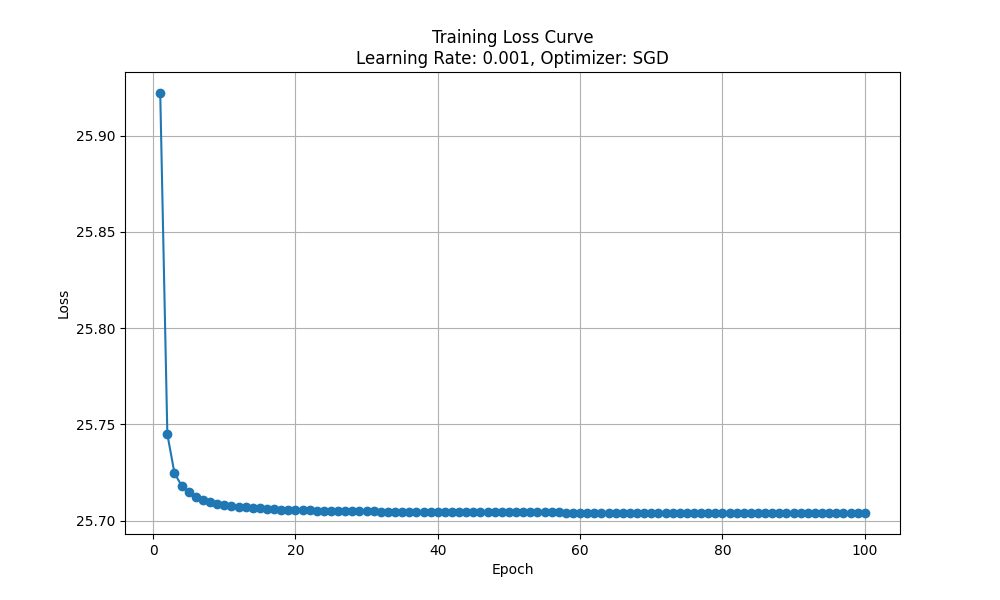 Training Loss Curve
Learning Rate: 0.001, Optimizer: SGD
25.90
25.85
25.80
25.75
25.70
Loss
0 20 40 60 80 100
Epoch